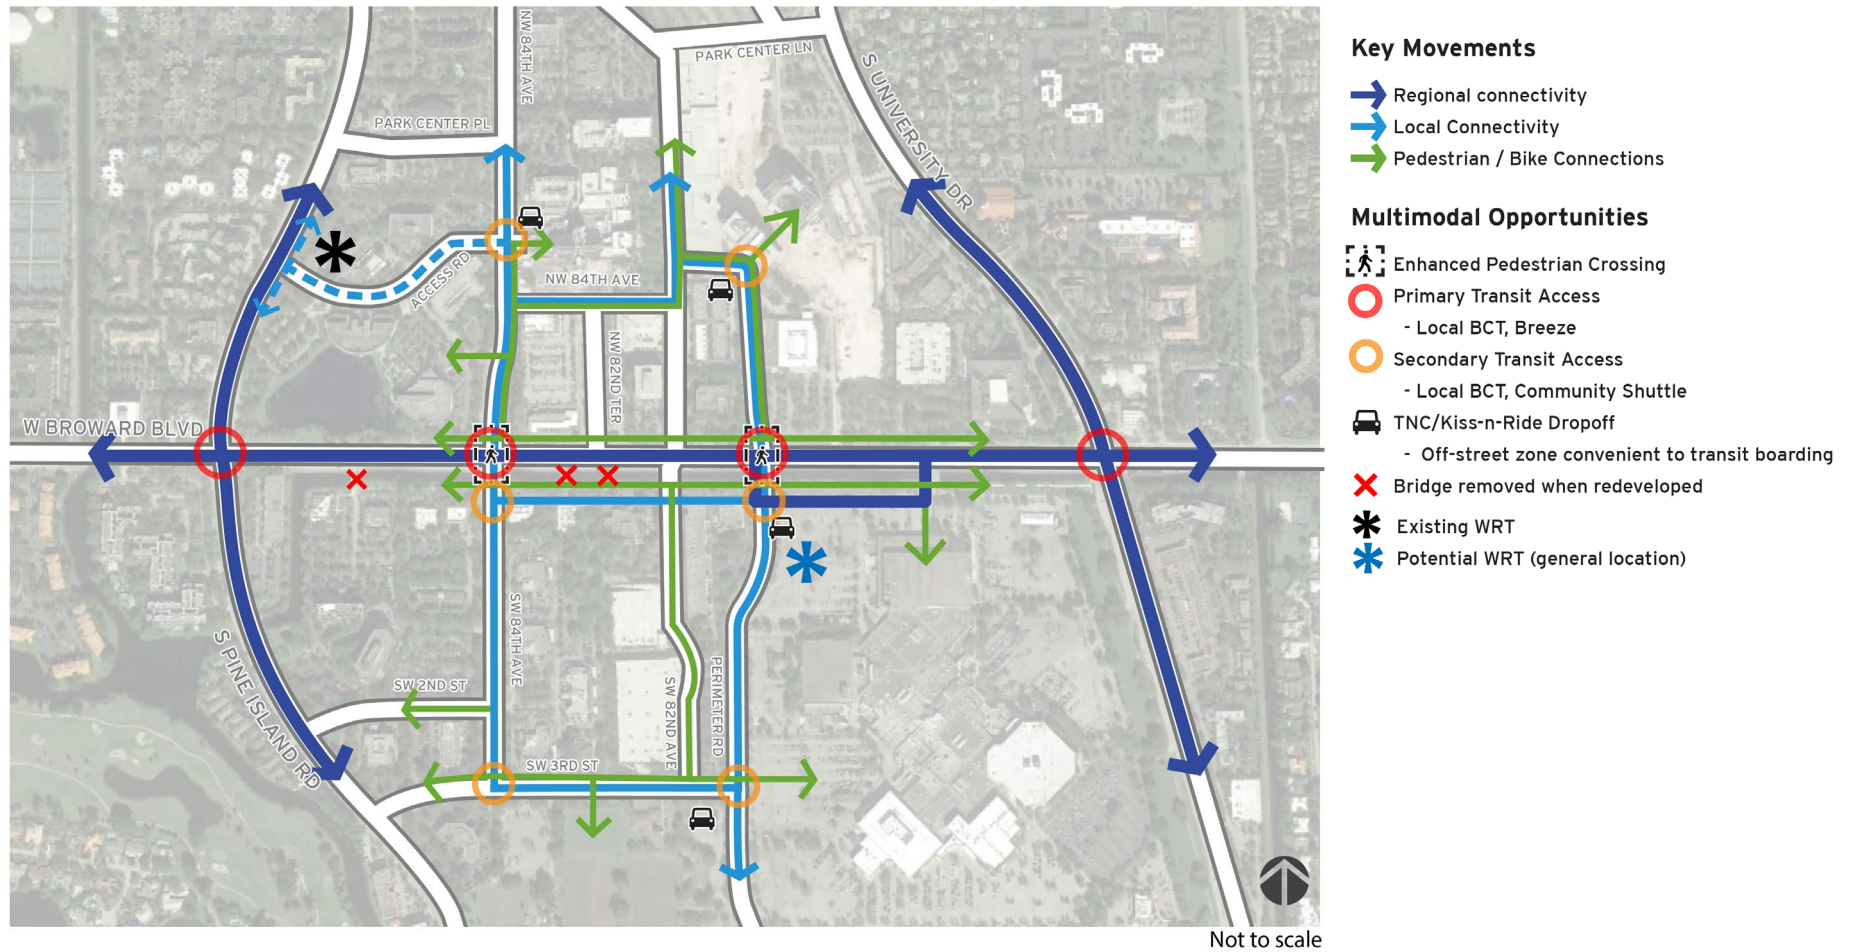 NW 84TH AVE
PARK CENTER LN
S UNIVERSITY DR
PARK CENTER PL
ACCESS RD
NW 84TH AVE
NW 82ND TER
W BROWARD BLVD
SW 84TH AVE
S PINE ISLAND RD
SW 2ND ST
SW 82ND AVE
PERIMETER RD
SW 3RD ST
Not to scale
Key Movements
Regional connectivity
Local Connectivity
Pedestrian / Bike Connections
Multimodal Opportunities
Enhanced Pedestrian Crossing
Primary Transit Access
- Local BCT, Breeze
Secondary Transit Access
- Local BCT, Community Shuttle
TNC/Kiss-n-Ride Dropoff
- Off-street zone convenient to transit boarding
Bridge removed when redeveloped
Existing WRT
Potential WRT (general location)